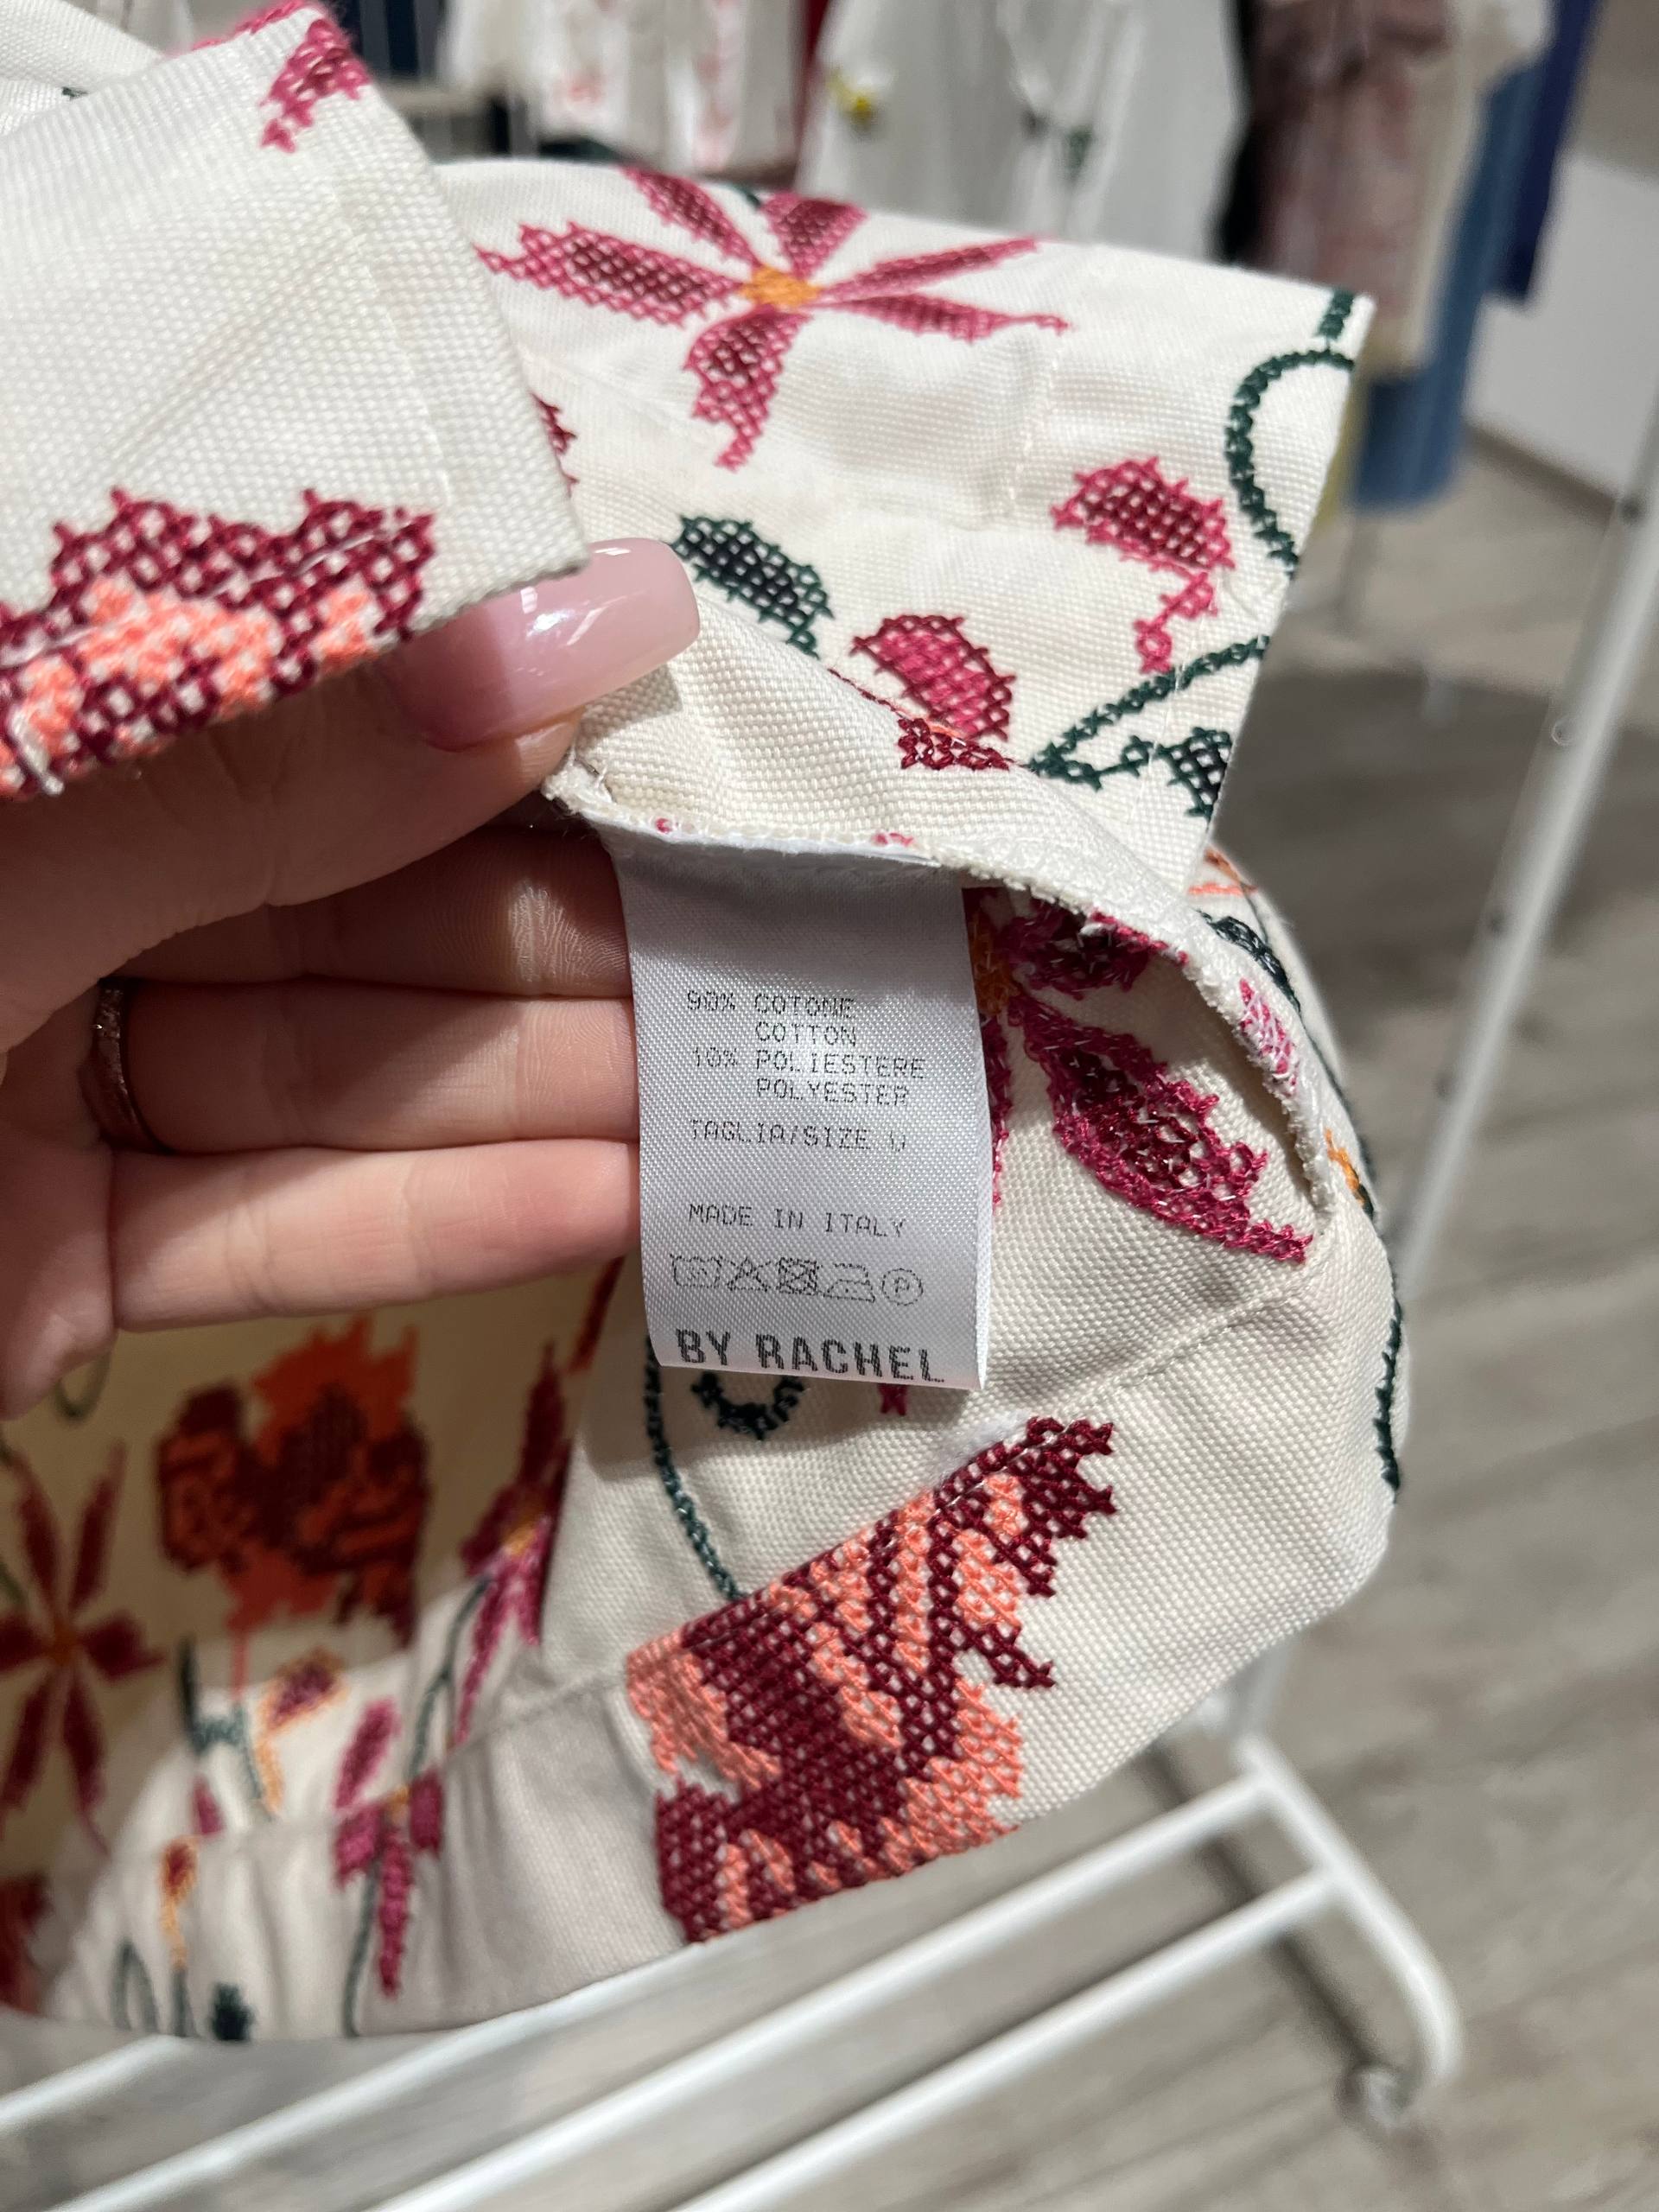 90% COTONE
COTTON
10% POLIESTERE
POLYESTER
TAGLIA/SIZE U
MADE IN ITALY
P
BY RACHEL